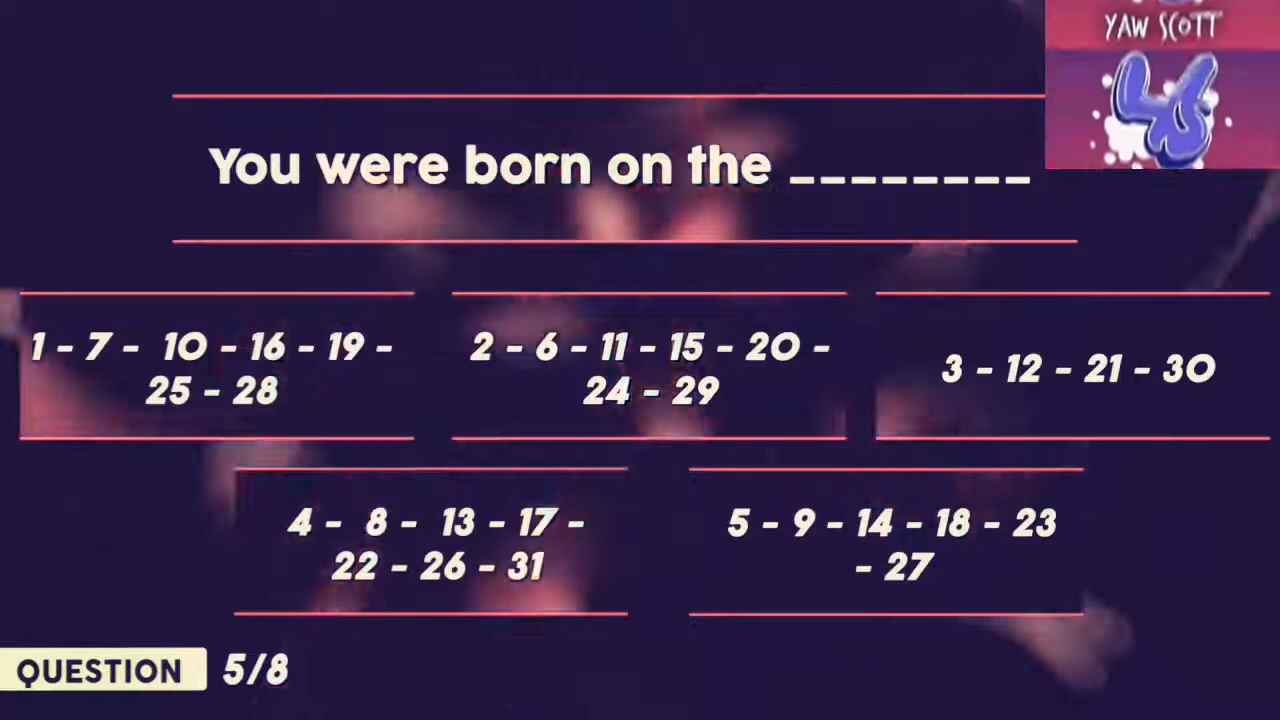 YAW SCOTT
You were born on the ________
1 - 7 - 10 - 16 - 19 -
25 - 28
2 - 6 - 11 - 15 - 20 -
24 - 29
3 - 12 - 21 - 30
4 - 8 - 13 - 17 -
22 - 26 - 31
5 - 9 - 14 - 18 - 23
- 27
QUESTION 5/8